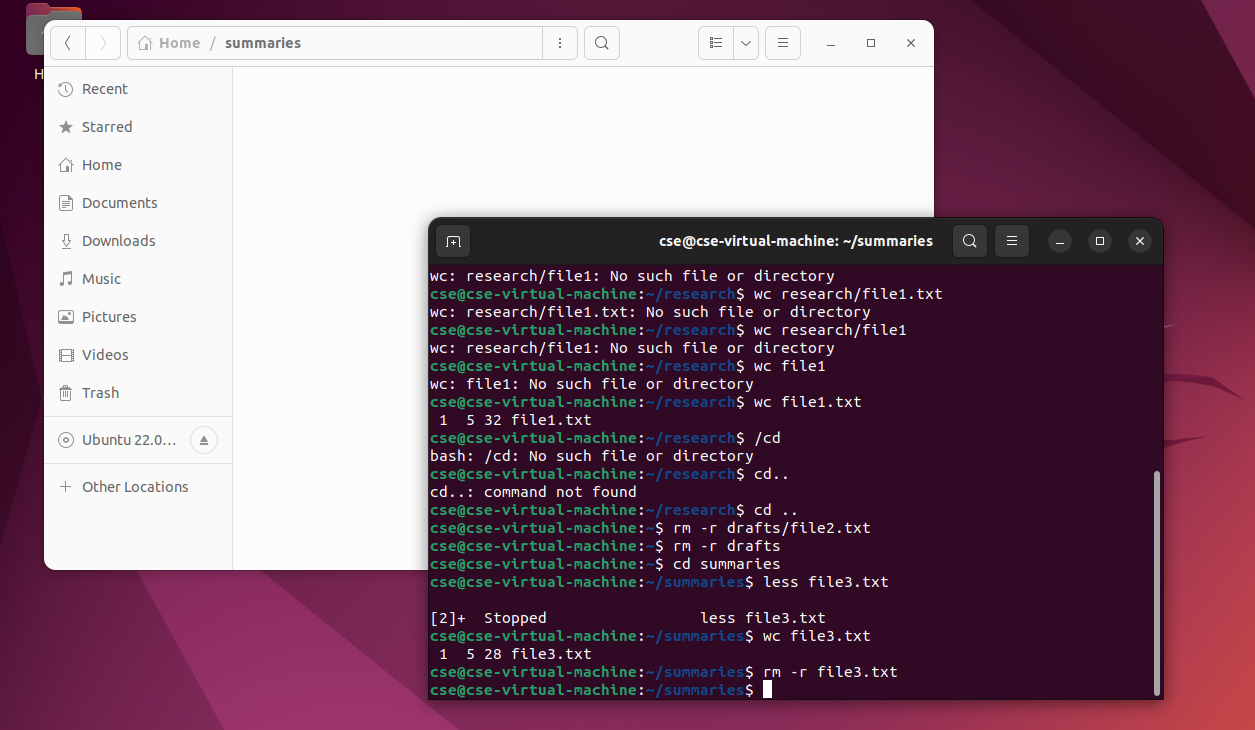 H
Home / summaries
Recent
Starred
Home
Documents
Downloads
Music
Pictures
Videos
Trash
Ubuntu 22.0…
Other Locations
cse@cse-virtual-machine: ~/summaries
wc: research/file1: No such file or directory
cse@cse-virtual-machine:~/research$ wc research/file1.txt
wc: research/file1.txt: No such file or directory
cse@cse-virtual-machine:~/research$ wc research/file1
wc: research/file1: No such file or directory
cse@cse-virtual-machine:~/research$ wc file1
wc: file1: No such file or directory
cse@cse-virtual-machine:~/research$ wc file1.txt
 1  5 32 file1.txt
cse@cse-virtual-machine:~/research$ /cd
bash: /cd: No such file or directory
cse@cse-virtual-machine:~/research$ cd..
cd..: command not found
cse@cse-virtual-machine:~/research$ cd ..
cse@cse-virtual-machine:~$ rm -r drafts/file2.txt
cse@cse-virtual-machine:~$ rm -r drafts
cse@cse-virtual-machine:~$ cd summaries
cse@cse-virtual-machine:~/summaries$ less file3.txt
[2]+  Stopped                 less file3.txt
cse@cse-virtual-machine:~/summaries$ wc file3.txt
 1  5 28 file3.txt
cse@cse-virtual-machine:~/summaries$ rm -r file3.txt
cse@cse-virtual-machine:~/summaries$